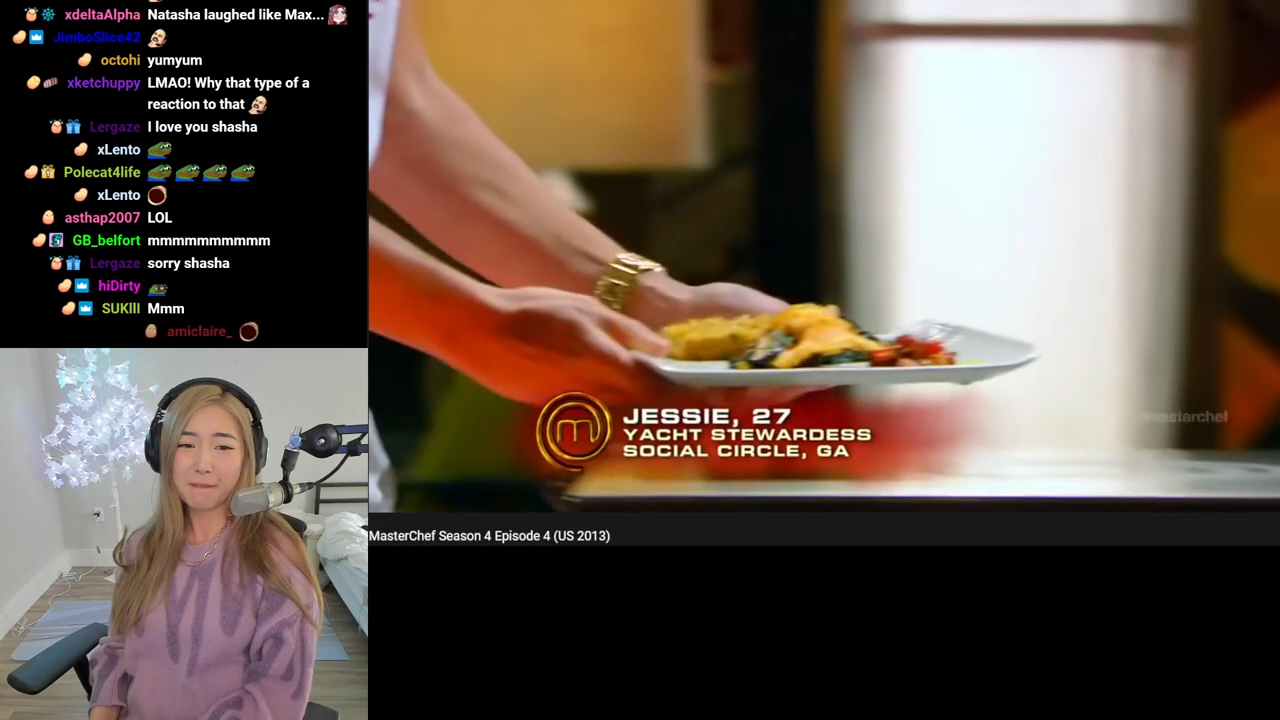 xdeltaAlpha Natasha laughed like Max...
JimboSlice42
octohi yumyum
xketchuppy LMAO! Why that type of a
reaction to that
Lergaze I love you shasha
xLento
Polecat4life
xLento
asthap2007 LOL
GB_belfort mmmmmmmmmm
Lergaze sorry shasha
hiDirty
SUKlll Mmm
amiclaire_
masterchef
JESSIE, 27
YACHT STEWARDESS
SOCIAL CIRCLE, GA
MasterChef Season 4 Episode 4 (US 2013)